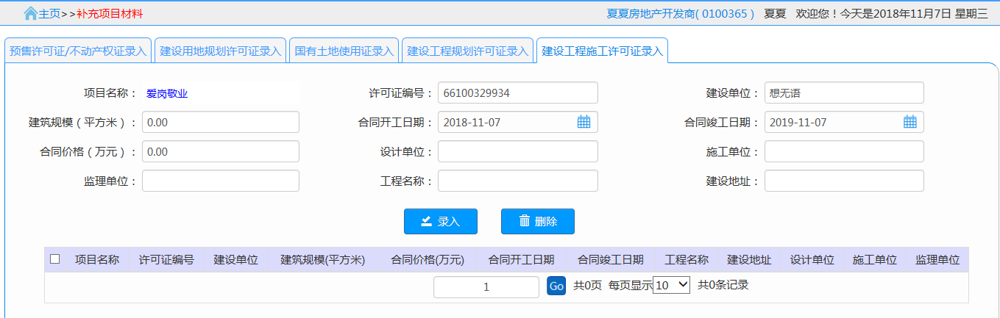 主页>>补充项目材料 夏夏房地产开发商( 0100365 ) 夏夏 欢迎您！今天是2018年11月7日 星期三
预售许可证/不动产权证录入 建设用地规划许可证录入 国有土地使用证录入 建设工程规划许可证录入 建设工程施工许可证录入
项目名称： 爱岗敬业 许可证编号： 66100329934 建设单位： 想无语
建筑规模（平方米）： 0.00 合同开工日期： 2018-11-07 合同竣工日期： 2019-11-07
合同价格（万元）： 0.00 设计单位： 施工单位：
监理单位： 工程名称： 建设地址：
录入 删除
项目名称 许可证编号 建设单位 建筑规模(平方米) 合同价格(万元) 合同开工日期 合同竣工日期 工程名称 建设地址 设计单位 施工单位 监理单位
1 Go 共0页 每页显示 10 共0条记录